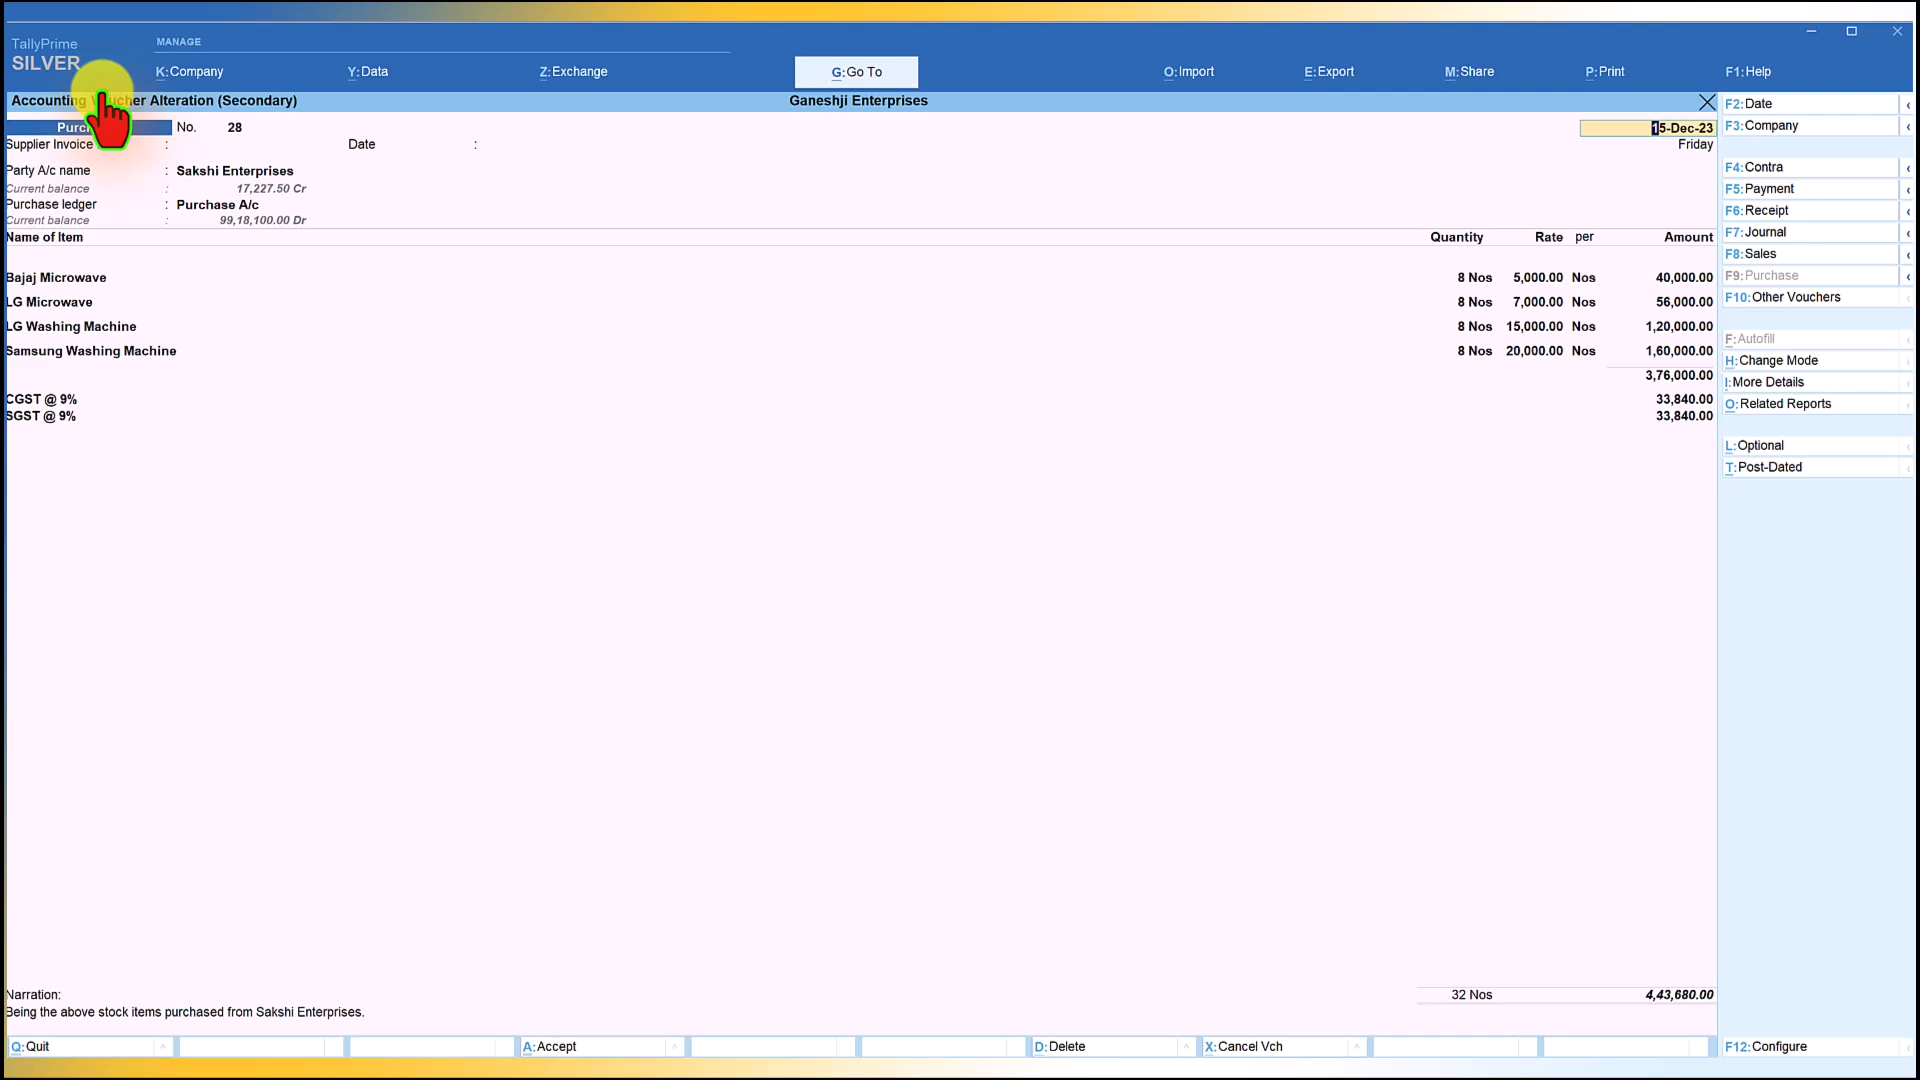 TallyPrime MANAGE
SILVER
K:Company Y:Data Z:Exchange G:Go To O:Import E:Export M:Share P:Print F1:Help
Accounting Voucher Alteration (Secondary) Ganeshji Enterprises
No. 28 15-Dec-23
Supplier Invoice : Date : Friday
Party A/c name : Sakshi Enterprises
Current balance : 17,227.50 Cr
Purchase ledger : Purchase A/c
Current balance : 99,18,100.00 Dr
Name of Item Quantity Rate per Amount
Bajaj Microwave 8 Nos 5,000.00 Nos 40,000.00
LG Microwave 8 Nos 7,000.00 Nos 56,000.00
LG Washing Machine 8 Nos 15,000.00 Nos 1,20,000.00
Samsung Washing Machine 8 Nos 20,000.00 Nos 1,60,000.00
3,76,000.00
CGST @ 9% 33,840.00
SGST @ 9% 33,840.00
Narration: 32 Nos 4,43,680.00
Being the above stock items purchased from Sakshi Enterprises.
F2:Date
F3:Company
F4:Contra
F5:Payment
F6:Receipt
F7:Journal
F8:Sales
F9:Purchase
F10:Other Vouchers
F:Autofill
H:Change Mode
I:More Details
O:Related Reports
L:Optional
T:Post-Dated
Q:Quit A:Accept D:Delete X:Cancel Vch F12:Configure